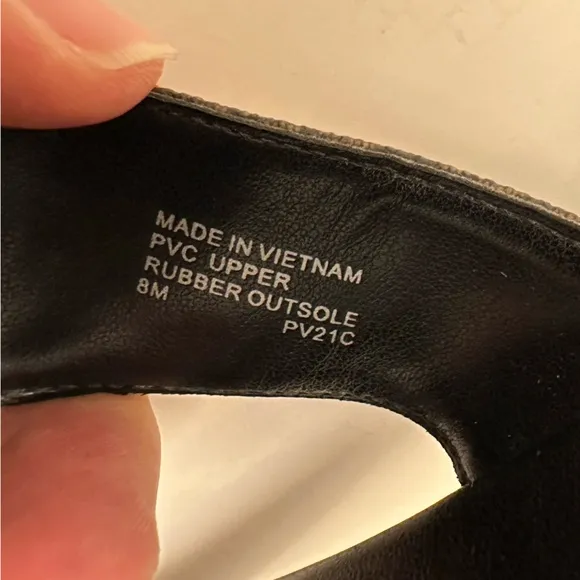 MADE IN VIETNAM
PVC UPPER
RUBBER OUTSOLE
8M
PV21C